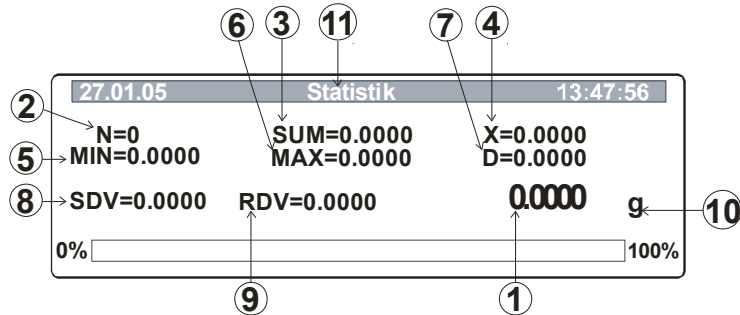 6 3 11 7 4
27.01.05 Statistik 13:47:56
2
N=0 SUM=0.0000 X=0.0000
5 MIN=0.0000 MAX=0.0000 D=0.0000
8 SDV=0.0000 RDV=0.0000 0.0000 g 10
0% 100%
9 1